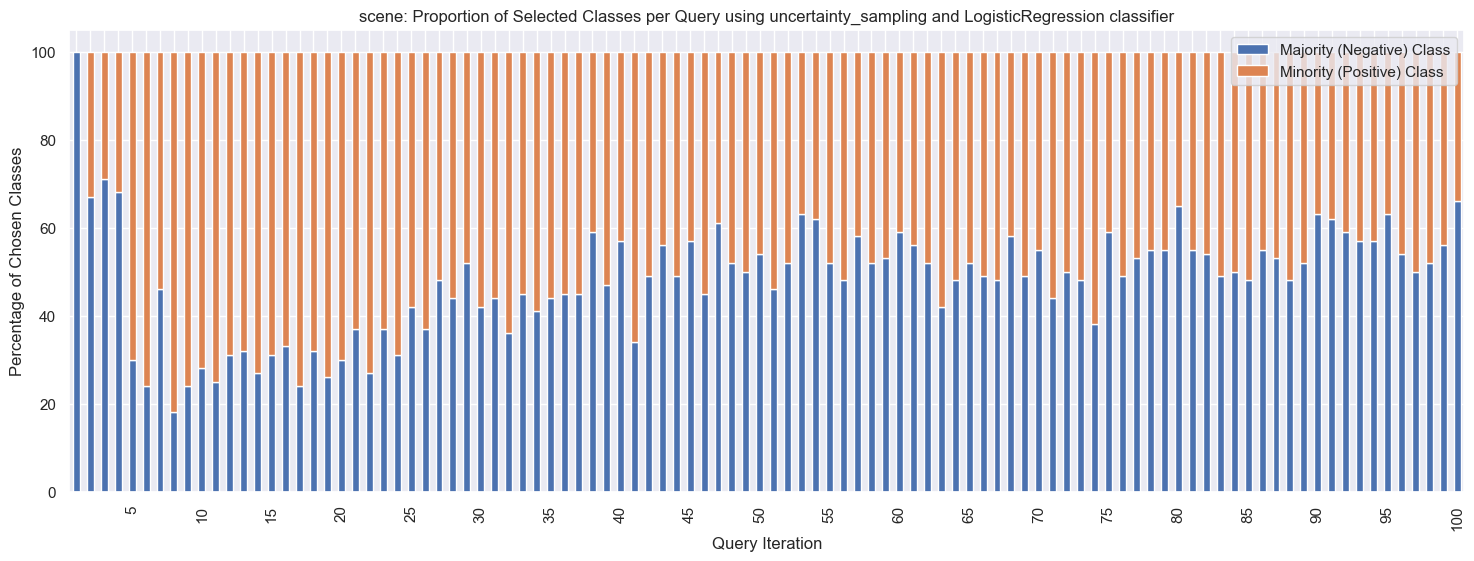 scene: Proportion of Selected Classes per Query using uncertainty_sampling and LogisticRegression classifier
Majority (Negative) Class
Minority (Positive) Class
Percentage of Chosen Classes
100
80
60
40
20
0
5 10 15 20 25 30 35 40 45 50 55 60 65 70 75 80 85 90 95 100
Query Iteration